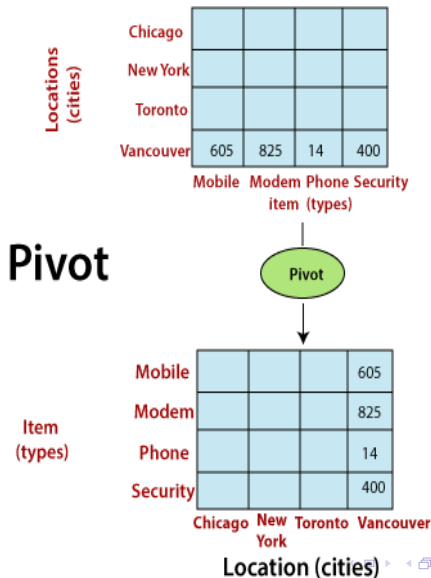 Locations
(cities)
Chicago
New York
Toronto
Vancouver 605 825 14 400
Mobile Modem Phone Security
item (types)
Pivot
Pivot
Item
(types)
Mobile 605
Modem 825
Phone 14
Security 400
Chicago New York Toronto Vancouver
Location (cities)